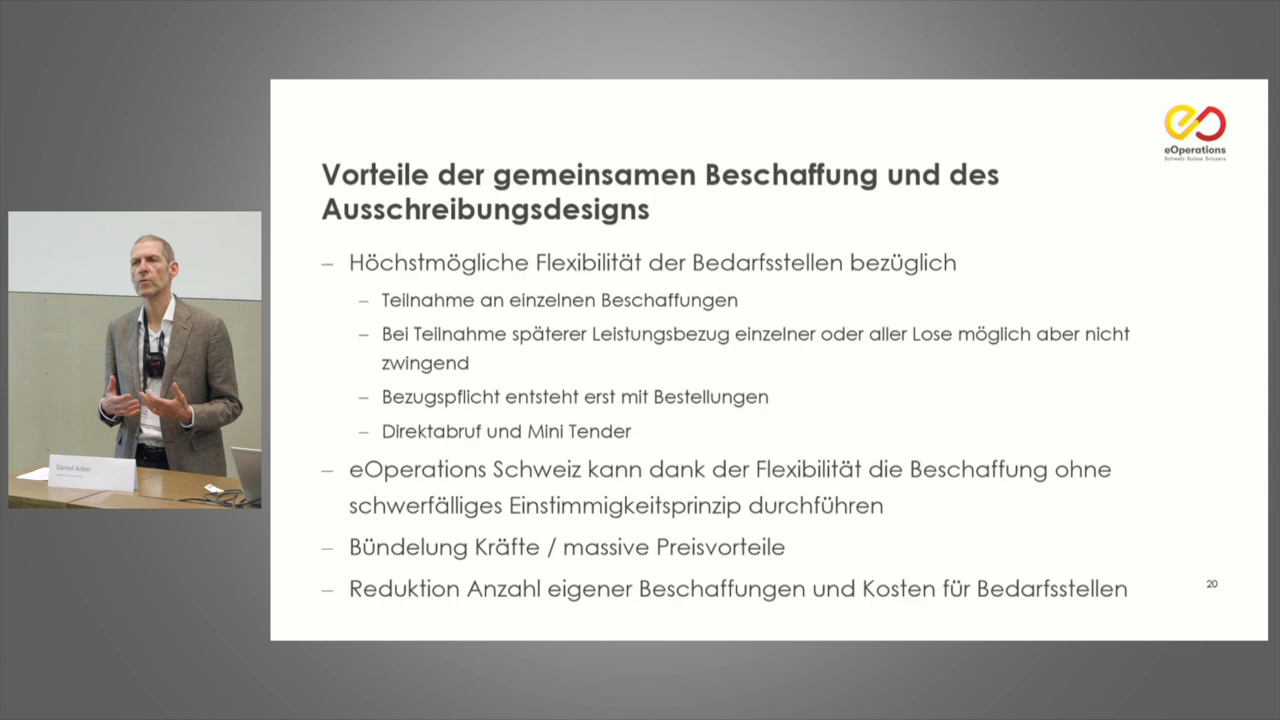 eOperations
Schweiz Suisse Svizzera
Vorteile der gemeinsamen Beschaffung und des
Ausschreibungsdesigns
– Höchstmögliche Flexibilität der Bedarfsstellen bezüglich
– Teilnahme an einzelnen Beschaffungen
– Bei Teilnahme späterer Leistungsbezug einzelner oder aller Lose möglich aber nicht
zwingend
– Bezugspflicht entsteht erst mit Bestellungen
– Direktabruf und Mini Tender
– eOperations Schweiz kann dank der Flexibilität die Beschaffung ohne
schwerfälliges Einstimmigkeitsprinzip durchführen
– Bündelung Kräfte / massive Preisvorteile
– Reduktion Anzahl eigener Beschaffungen und Kosten für Bedarfsstellen
20
Daniel Arber